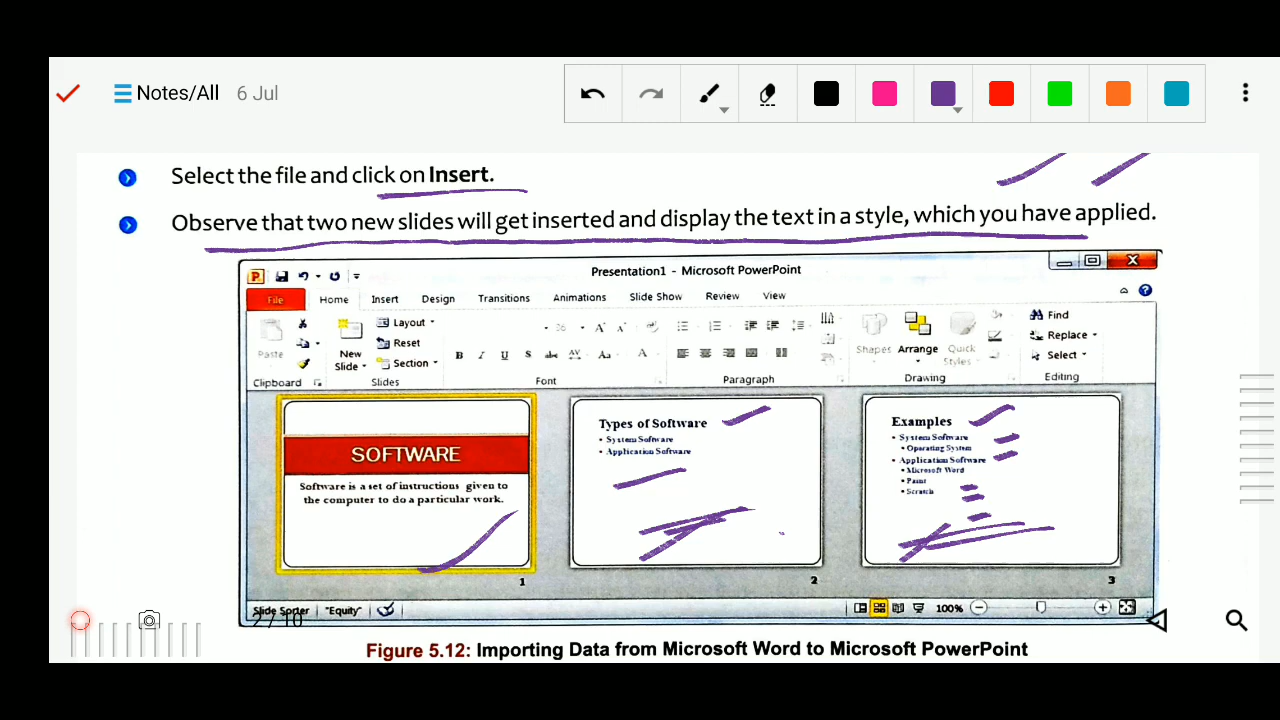 Notes/All 6 Jul
Select the file and click on Insert.
Observe that two new slides will get inserted and display the text in a style, which you have applied.
Presentation1 - Microsoft PowerPoint
File Home Insert Design Transitions Animations Slide Show Review View
Paste
New Slide
Layout
Reset
Section
Shapes Arrange Quick Styles
Find
Replace
Select
Clipboard Slides Font Paragraph Drawing Editing
SOFTWARE
Software is a set of instructions given to
the computer to do a particular work.
1
Types of Software
• System Software
• Application Software
2
Examples
• System Software
• Operating System
• Application Software
• Microsoft Word
• Paint
• Scratch
3
Slide Sorter "Equity" 100%
2 / 10
Figure 5.12: Importing Data from Microsoft Word to Microsoft PowerPoint